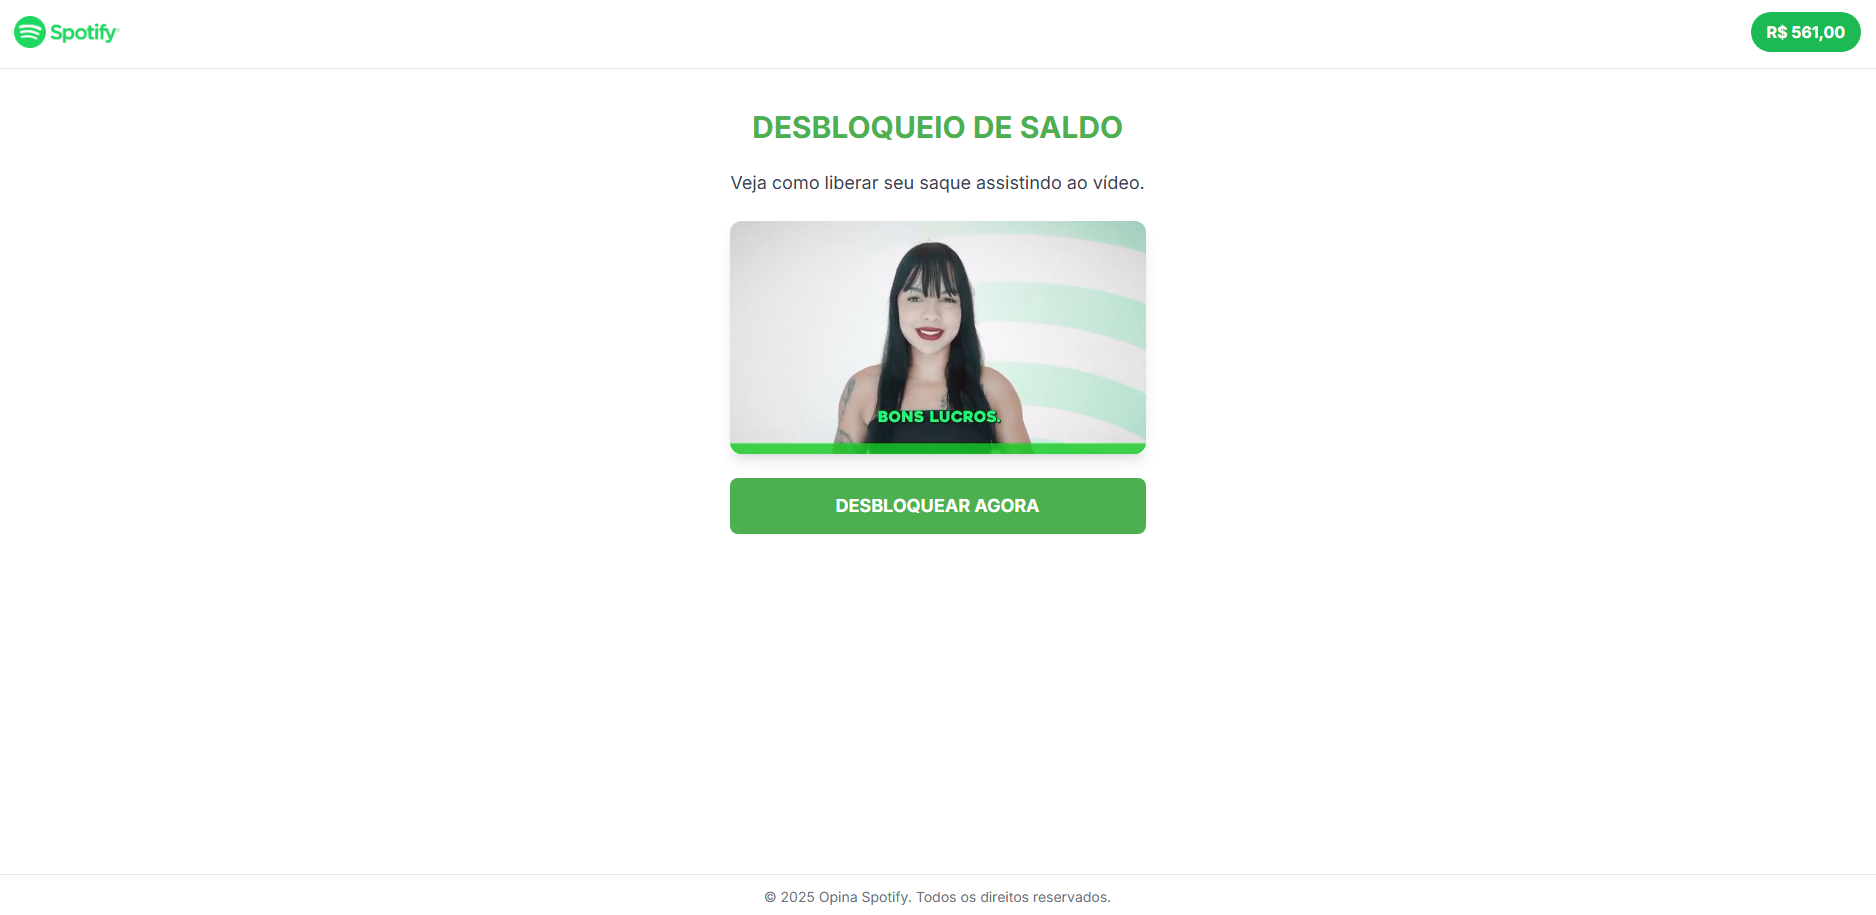 Spotify
R$ 561,00
DESBLOQUEIO DE SALDO
Veja como liberar seu saque assistindo ao vídeo.
BONS LUCROS.
DESBLOQUEAR AGORA
© 2025 Opina Spotify. Todos os direitos reservados.